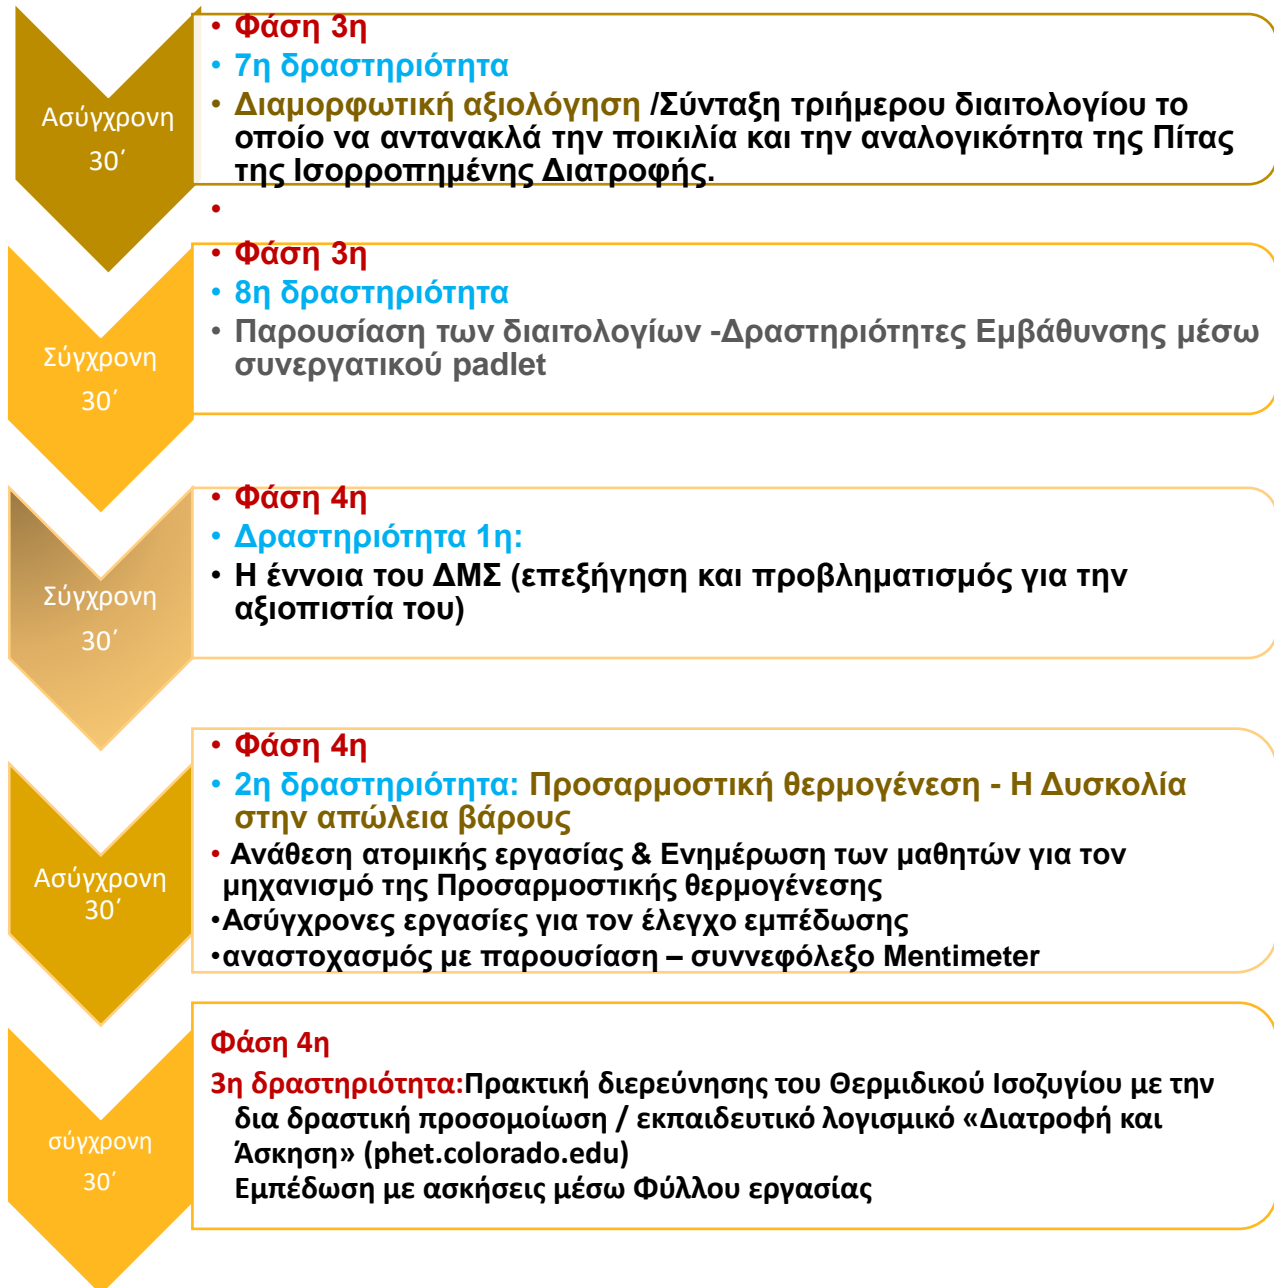 Ασύγχρονη
30΄
• Φάση 3η
• 7η δραστηριότητα
• Διαμορφωτική αξιολόγηση /Σύνταξη τριήμερου διαιτολογίου το
οποίο να αντανακλά την ποικιλία και την αναλογικότητα της Πίτας
της Ισορροπημένης Διατροφής.
•
Σύγχρονη
30΄
• Φάση 3η
• 8η δραστηριότητα
• Παρουσίαση των διαιτολογίων -Δραστηριότητες Εμβάθυνσης μέσω
συνεργατικού padlet
Σύγχρονη
30΄
• Φάση 4η
• Δραστηριότητα 1η:
• Η έννοια του ΔΜΣ (επεξήγηση και προβληματισμός για την
αξιοπιστία του)
Ασύγχρονη
30΄
• Φάση 4η
• 2η δραστηριότητα: Προσαρμοστική θερμογένεση - Η Δυσκολία
στην απώλεια βάρους
• Ανάθεση ατομικής εργασίας & Ενημέρωση των μαθητών για τον
μηχανισμό της Προσαρμοστικής θερμογένεσης
•Ασύγχρονες εργασίες για τον έλεγχο εμπέδωσης
•αναστοχασμός με παρουσίαση – συννεφόλεξο Mentimeter
σύγχρονη
30΄
Φάση 4η
3η δραστηριότητα:Πρακτική διερεύνησης του Θερμιδικού Ισοζυγίου με την
δια δραστική προσομοίωση / εκπαιδευτικό λογισμικό «Διατροφή και
Άσκηση» (phet.colorado.edu)
Εμπέδωση με ασκήσεις μέσω Φύλλου εργασίας